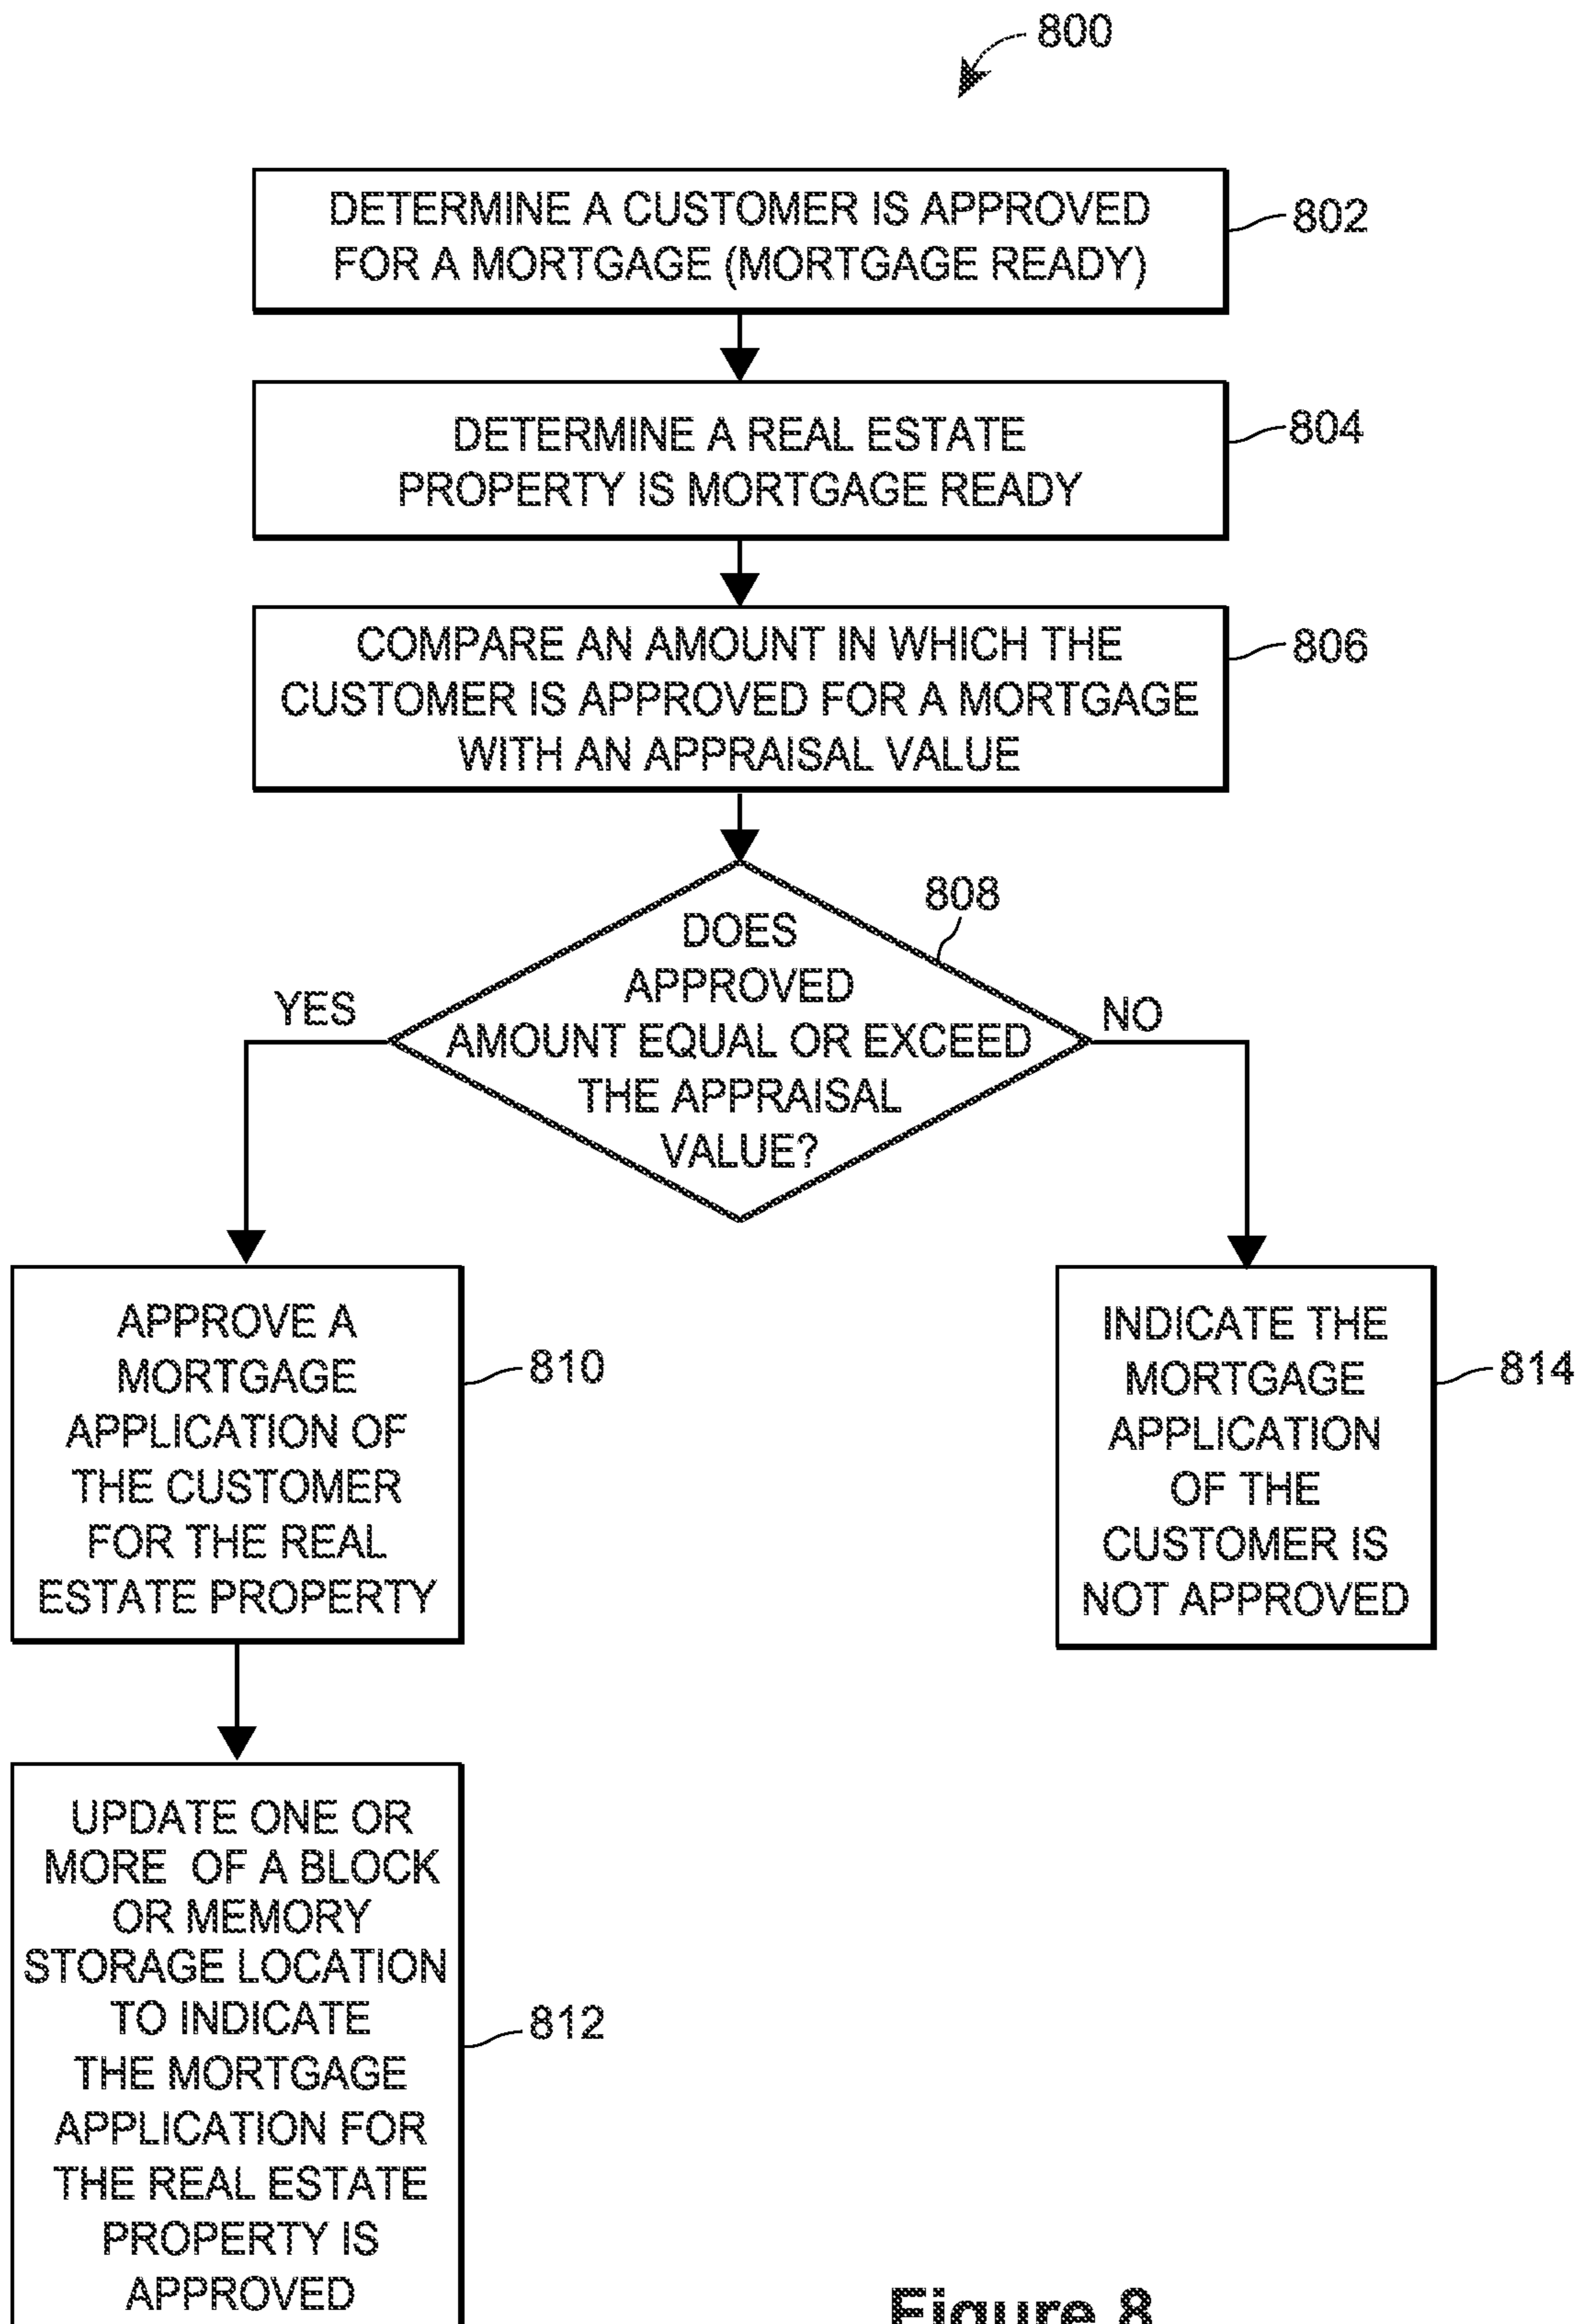 800
DETERMINE A CUSTOMER IS APPROVED
FOR A MORTGAGE (MORTGAGE READY)
802
DETERMINE A REAL ESTATE
PROPERTY IS MORTGAGE READY
804
COMPARE AN AMOUNT IN WHICH THE
CUSTOMER IS APPROVED FOR A MORTGAGE
WITH AN APPRAISAL VALUE
806
808
DOES
APPROVED
AMOUNT EQUAL OR EXCEED
THE APPRAISAL
VALUE?
YES
NO
APPROVE A
MORTGAGE
APPLICATION OF
THE CUSTOMER
FOR THE REAL
ESTATE PROPERTY
810
INDICATE THE
MORTGAGE
APPLICATION
OF THE
CUSTOMER IS
NOT APPROVED
814
UPDATE ONE OR
MORE OF A BLOCK
OR MEMORY
STORAGE LOCATION
TO INDICATE
THE MORTGAGE
APPLICATION FOR
THE REAL ESTATE
PROPERTY IS
APPROVED
812
Figure 8